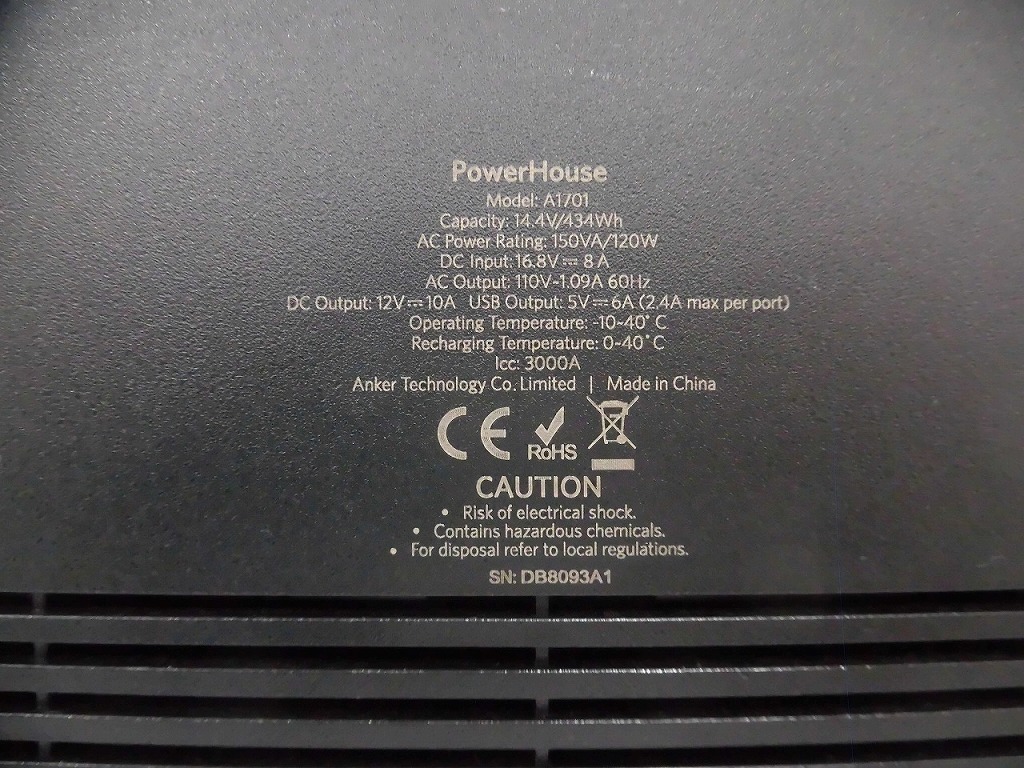 PowerHouse
Model: A1701
Capacity: 14.4V/434Wh
AC Power Rating: 150VA/120W
DC Input: 16.8V⎓8A
AC Output: 110V~1.09A 60Hz
DC Output: 12V⎓10A USB Output: 5V⎓6A (2.4A max per port)
Operating Temperature: -10~40°C
Recharging Temperature: 0~40°C
Icc: 3000A
Anker Technology Co. Limited | Made in China
CE RoHS
CAUTION
• Risk of electrical shock.
• Contains hazardous chemicals.
• For disposal refer to local regulations.
SN: DB8093A1